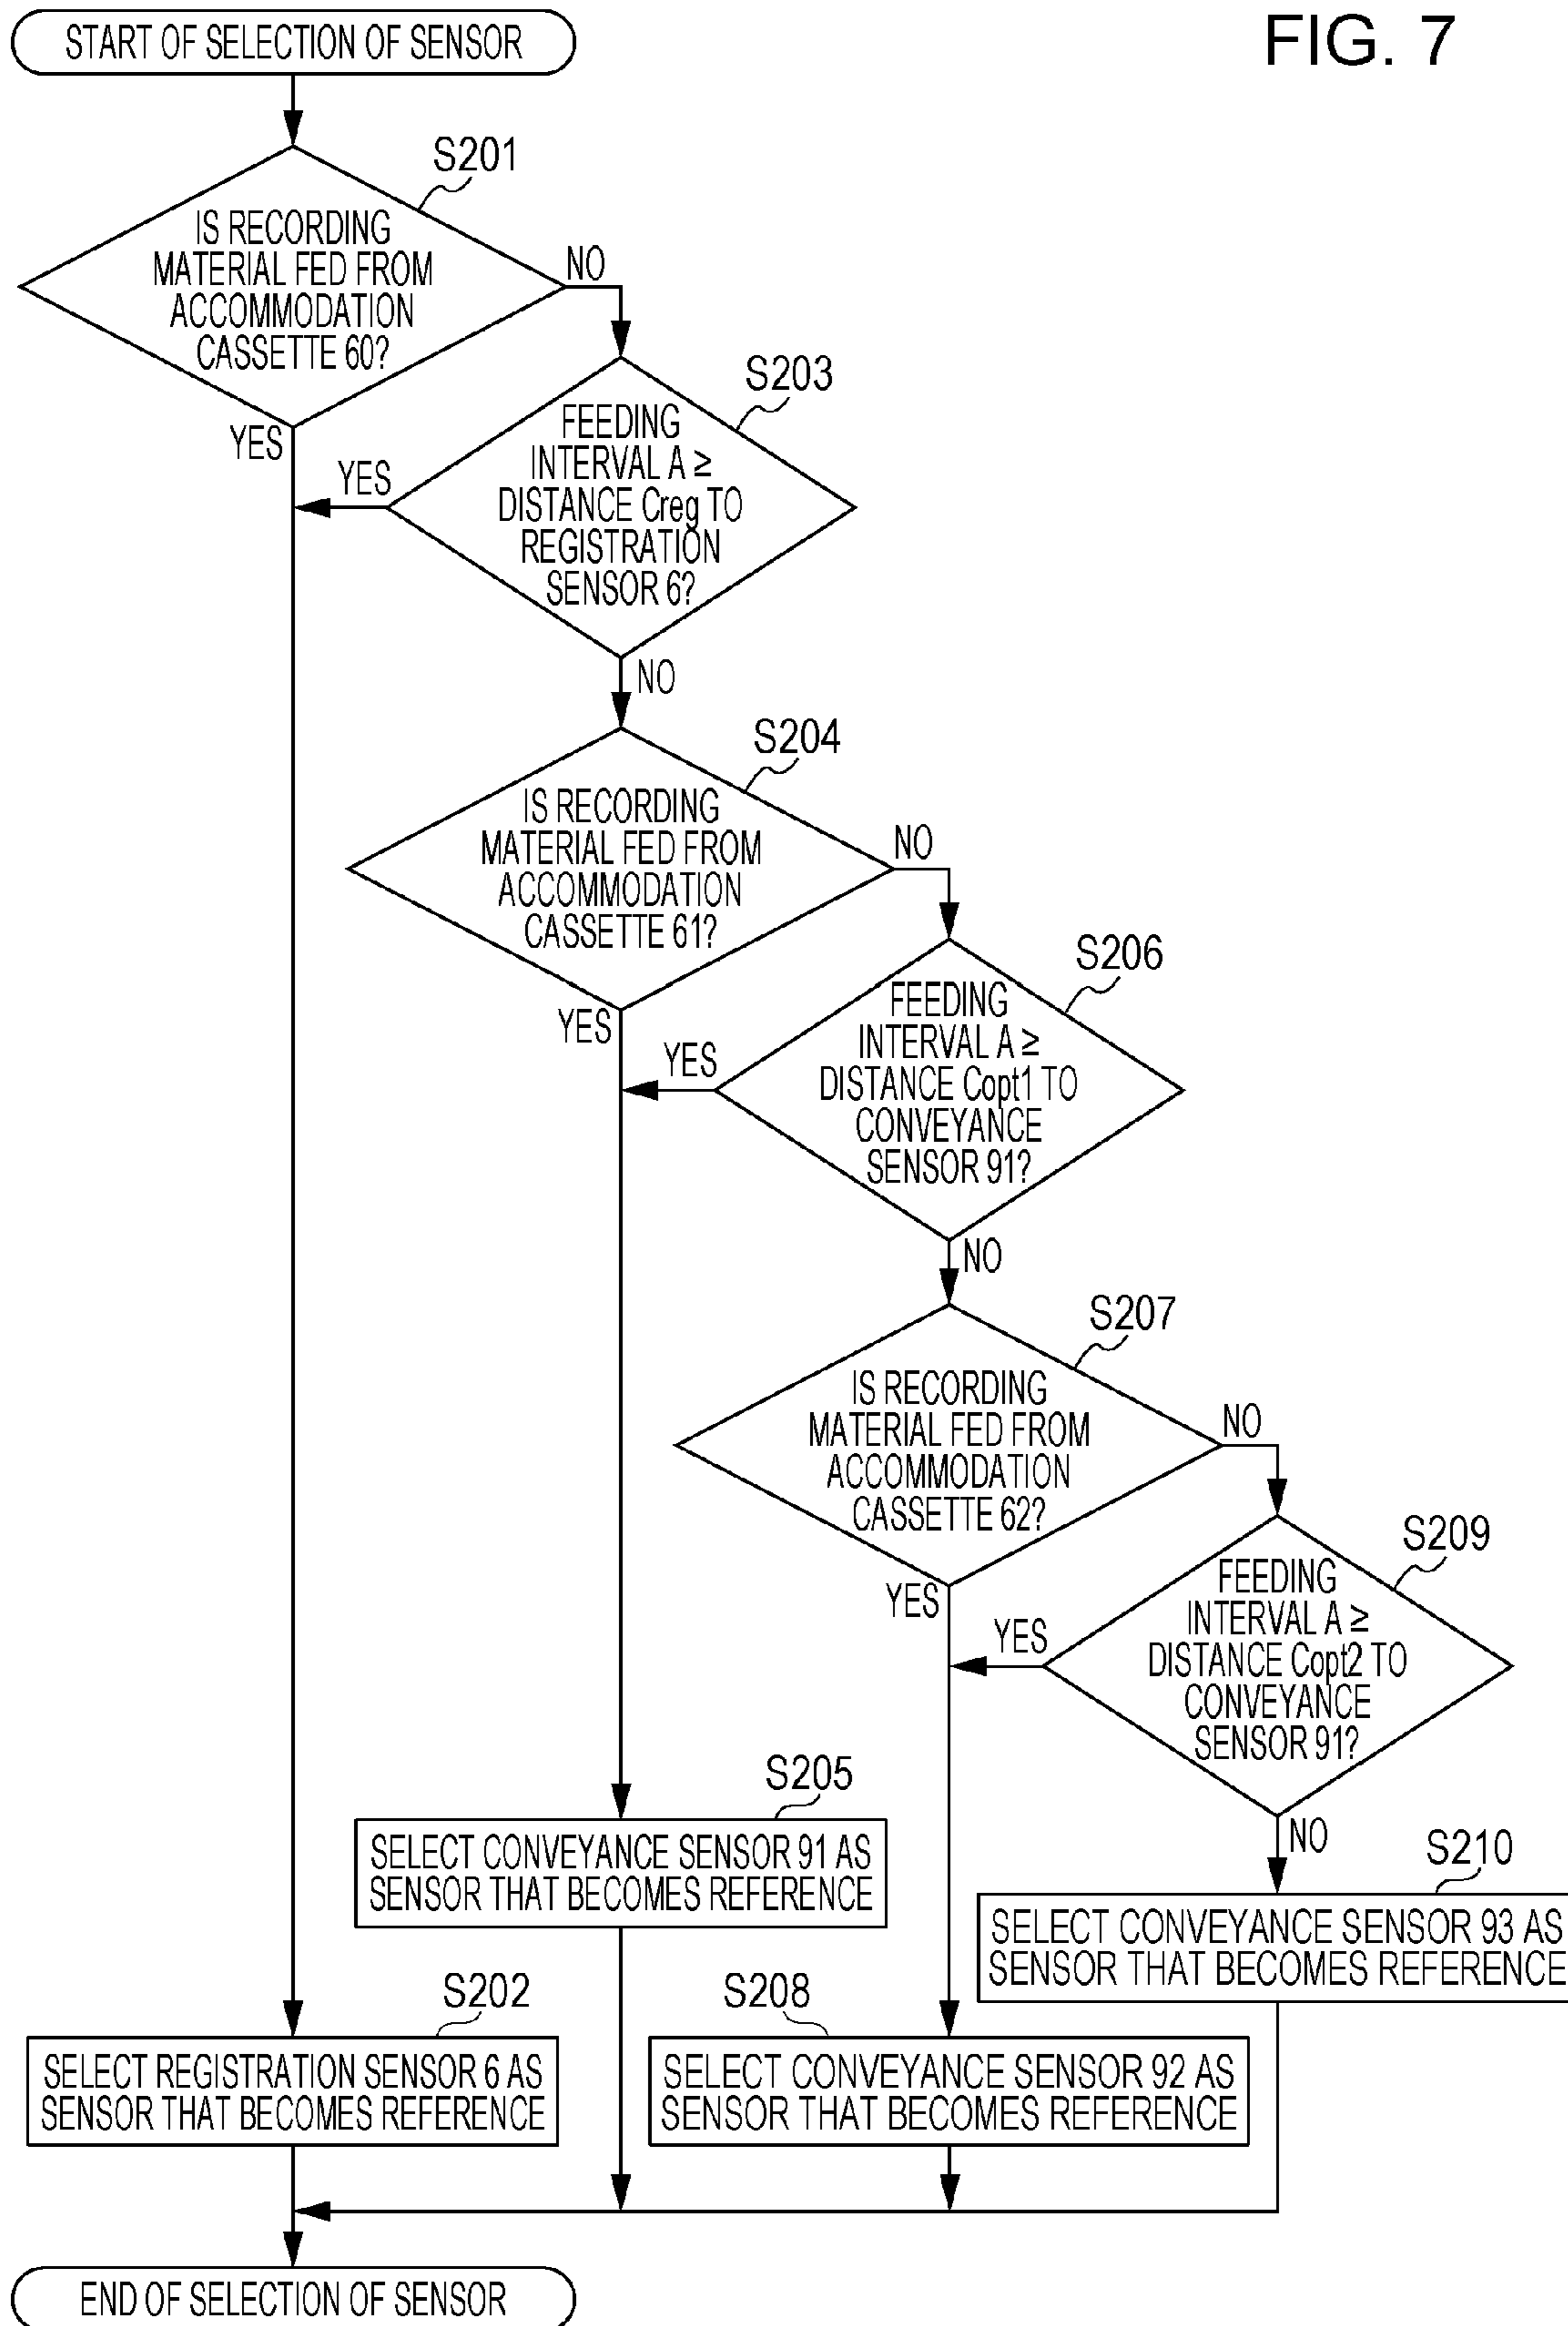 FIG. 7
START OF SELECTION OF SENSOR
S201
IS RECORDING
MATERIAL FED FROM
ACCOMMODATION
CASSETTE 60?
NO
YES
S203
FEEDING
INTERVAL A ≥
DISTANCE Creg TO
REGISTRATION
SENSOR 6?
YES
NO
S204
IS RECORDING
MATERIAL FED FROM
ACCOMMODATION
CASSETTE 61?
NO
YES
S206
FEEDING
INTERVAL A ≥
DISTANCE Copt1 TO
CONVEYANCE
SENSOR 91?
YES
NO
S207
IS RECORDING
MATERIAL FED FROM
ACCOMMODATION
CASSETTE 62?
NO
YES
S209
FEEDING
INTERVAL A ≥
DISTANCE Copt2 TO
CONVEYANCE
SENSOR 91?
YES
NO
S205
SELECT CONVEYANCE SENSOR 91 AS
SENSOR THAT BECOMES REFERENCE
S210
SELECT CONVEYANCE SENSOR 93 AS
SENSOR THAT BECOMES REFERENCE
S202
SELECT REGISTRATION SENSOR 6 AS
SENSOR THAT BECOMES REFERENCE
S208
SELECT CONVEYANCE SENSOR 92 AS
SENSOR THAT BECOMES REFERENCE
END OF SELECTION OF SENSOR